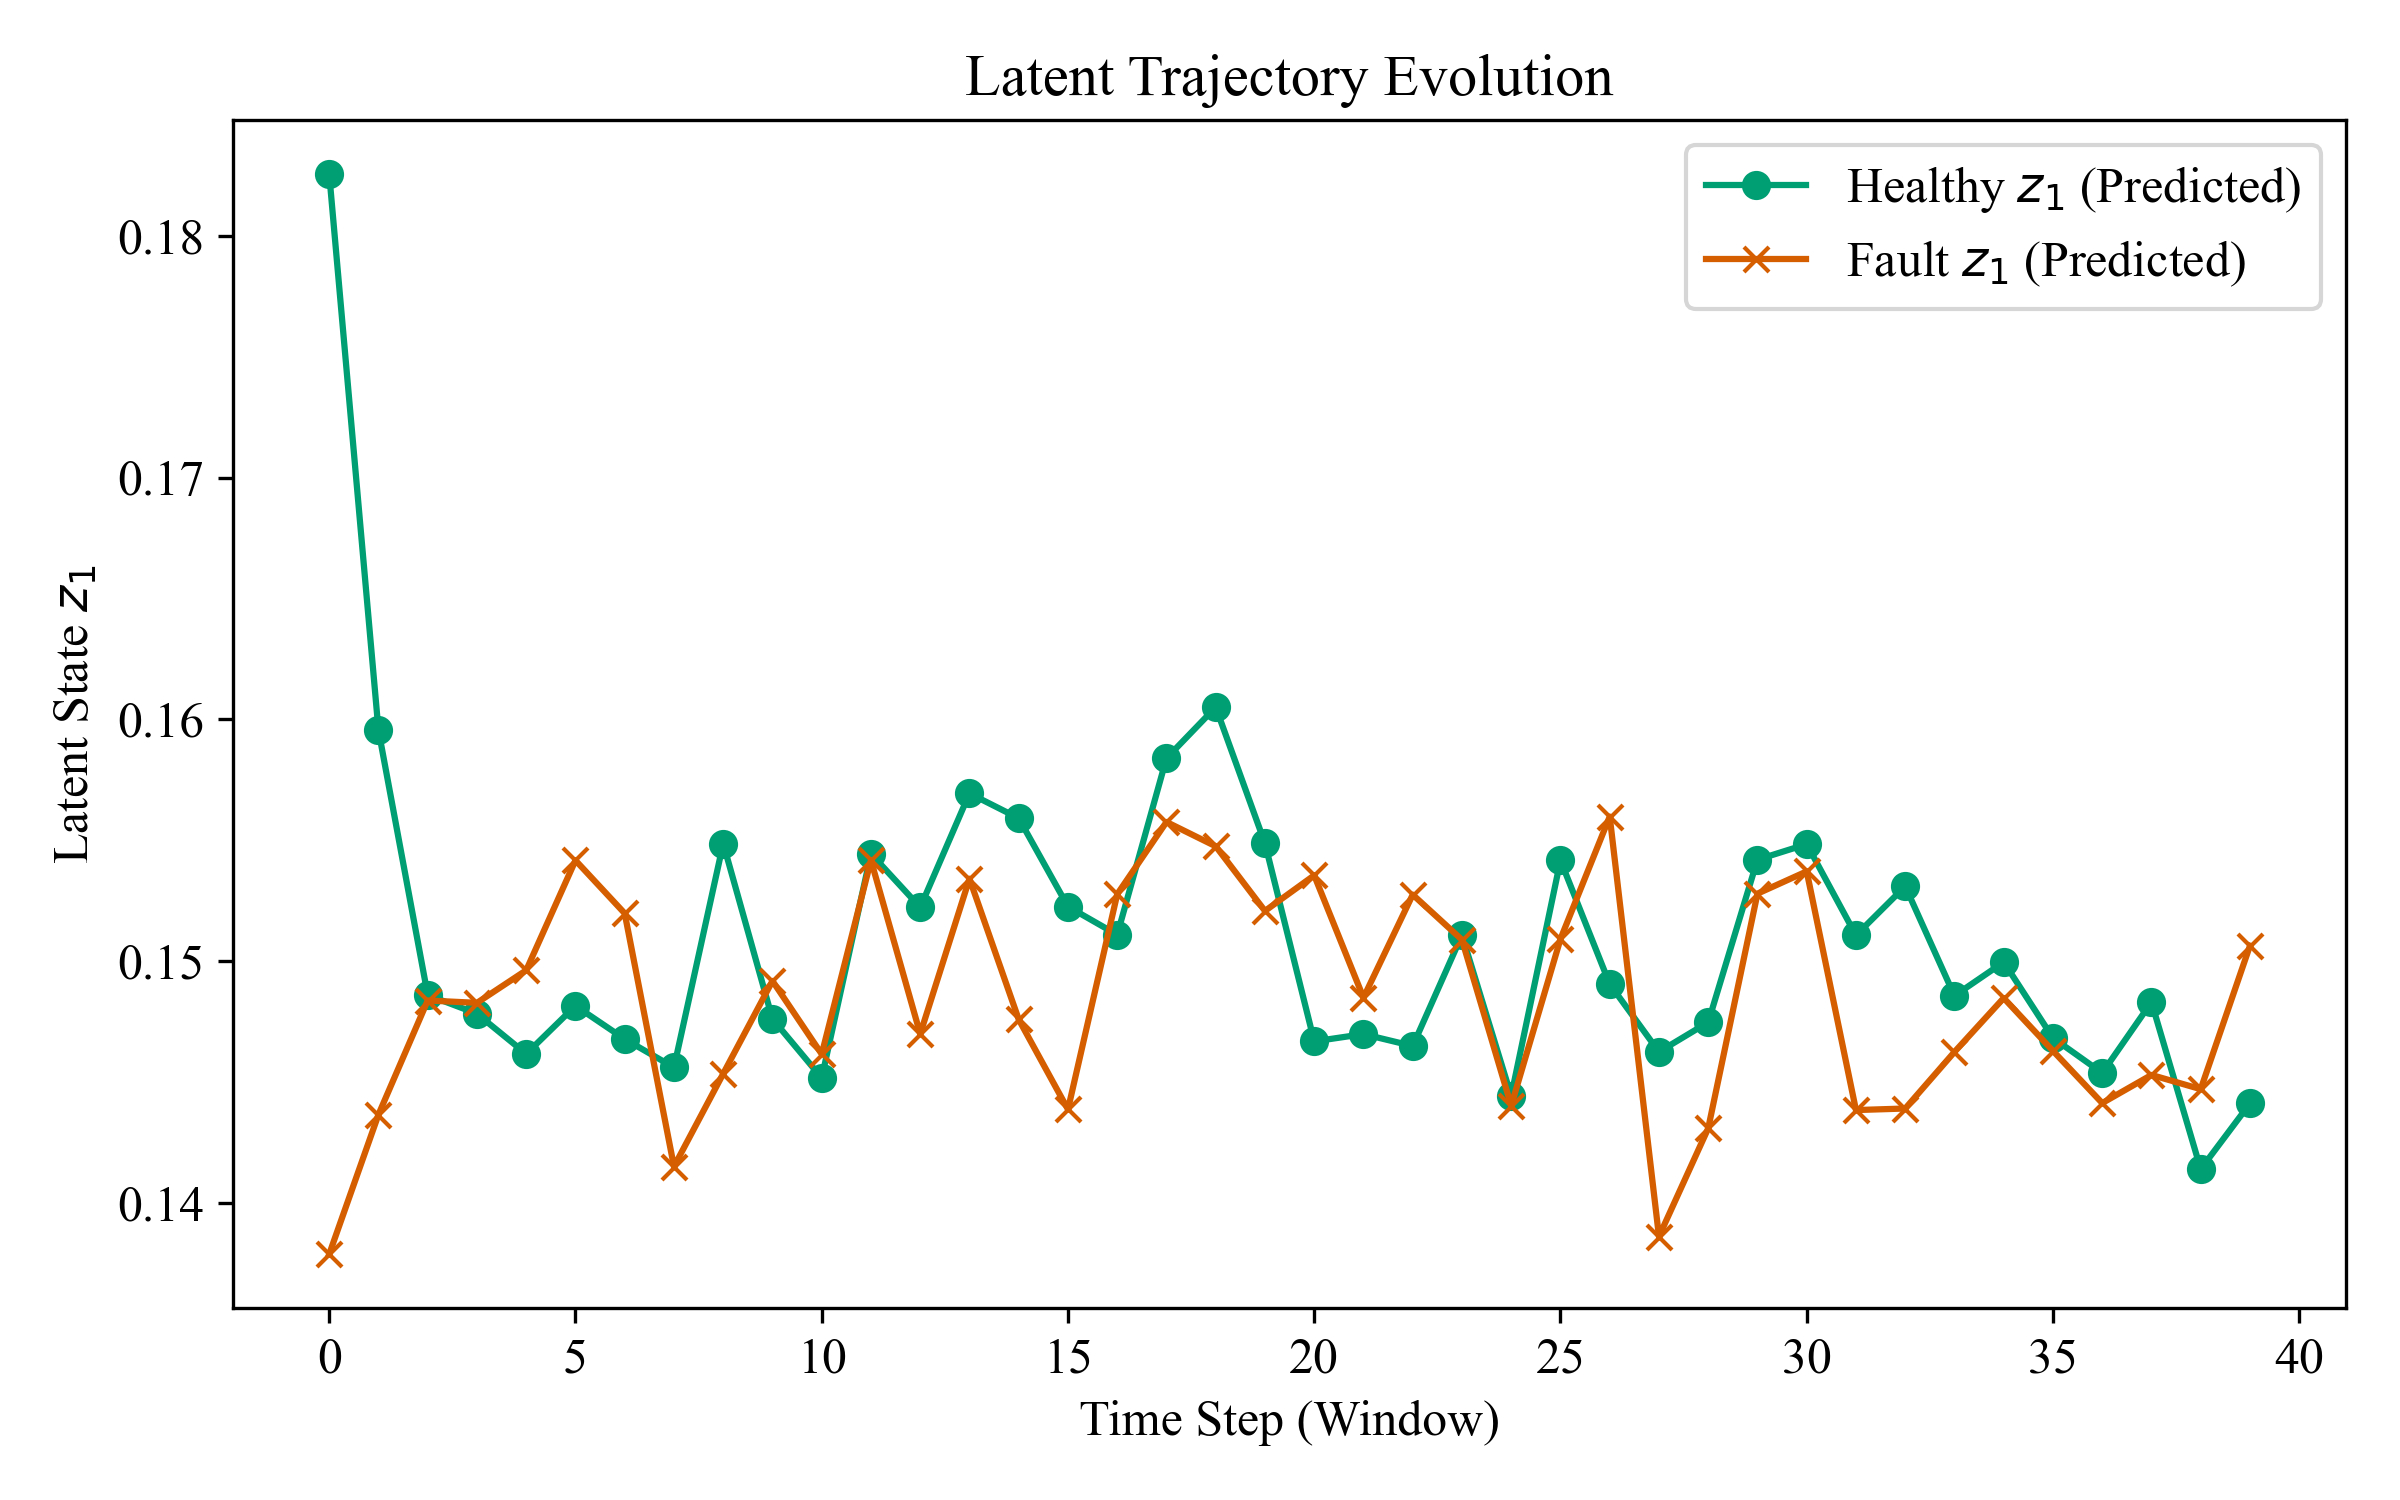 Latent Trajectory Evolution
Healthy z₁ (Predicted)
Fault z₁ (Predicted)
Latent State z₁
0.18
0.17
0.16
0.15
0.14
0 5 10 15 20 25 30 35 40
Time Step (Window)